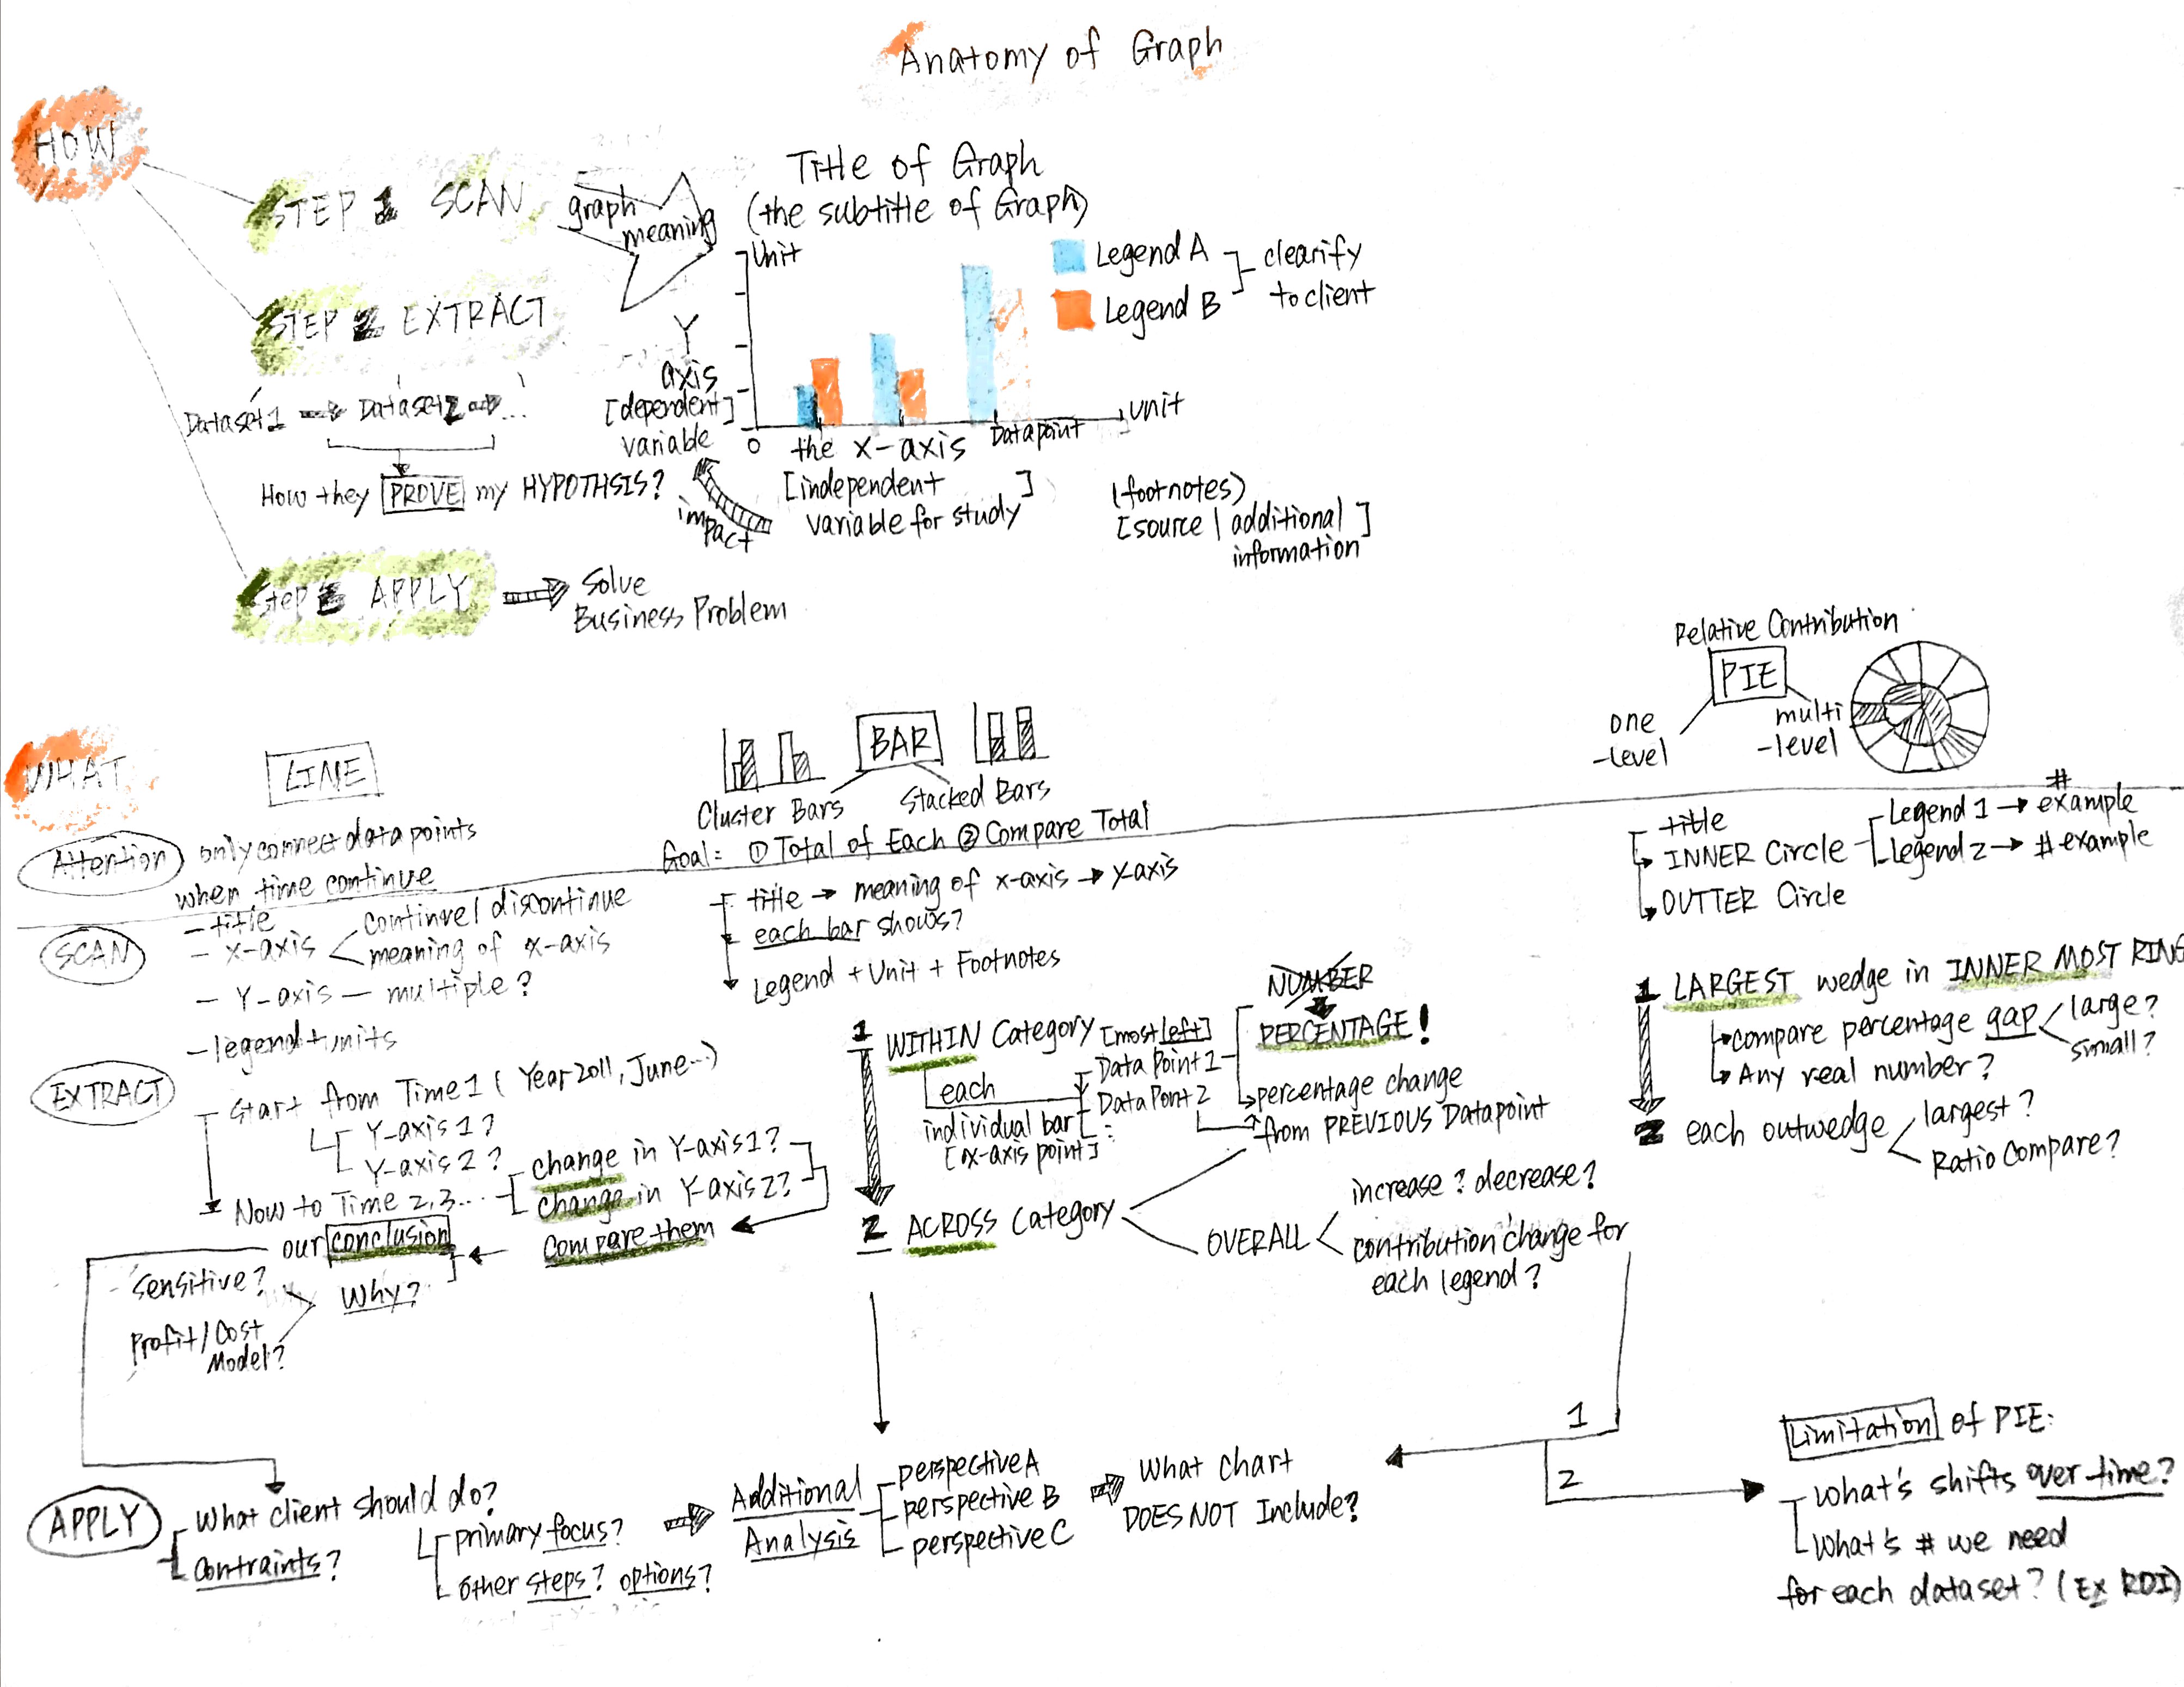 Anatomy of Graph
HOW
STEP 1 SCAN
graph
meaning
Title of Graph
(the subtitle of Graph)
Unit
Legend A
Legend B
clearify
to client
STEP 2 EXTRACT
Y
axis
[dependent]
variable
0
the x-axis
Datapoint
unit
Dataset1
Dataset2
...
How they PROVE my HYPOTHSIS?
impact
[independent
variable for study]
(footnotes)
[source | additional]
information
Step APPLY
Solve
Business Problem
WHAT
LINE
BAR
Cluster Bars
Stacked Bars
Goal: ① Total of Each ② Compare Total
Relative Contribution
PIE
one
-level
multi
-level
Attention
only connect data points
when time continue
SCAN
- title
- x-axis
continue | discontinue
meaning of x-axis
- Y-axis - multiple?
- legend + units
title → meaning of x-axis → y-axis
each bar shows?
Legend + Unit + Footnotes
title
INNER Circle
Legend 1 → # example
Legend 2 → # example
OUTTER Circle
EXTRACT
Start from Time 1 ( Year 2011, June...)
Y-axis 1?
Y-axis 2?
Now to Time 2,3...
change in Y-axis1?
change in Y-axis2?
Compare them
our conclusion
Why?
Sensitive?
Profit/Cost
Model?
1 WITHIN Category [most left]
each
individual bar
[x-axis point]
Data Point 1
Data Point 2
NUMBER
PERCENTAGE!
percentage change
from PREVIOUS Datapoint
2 ACROSS Category
OVERALL
increase? decrease?
contribution change for
each legend?
1 LARGEST wedge in INNER MOST RING
compare percentage gap
large?
small?
Any real number?
2 each outwedge
largest?
Ratio Compare?
APPLY
What client should do?
contraints?
primary focus?
other steps? options?
Additional
Analysis
perspective A
perspective B
perspective C
What chart
DOES NOT Include?
1
2
Limitation of PIE:
What's shifts over time?
What's # we need
for each dataset? (Ex ROI)